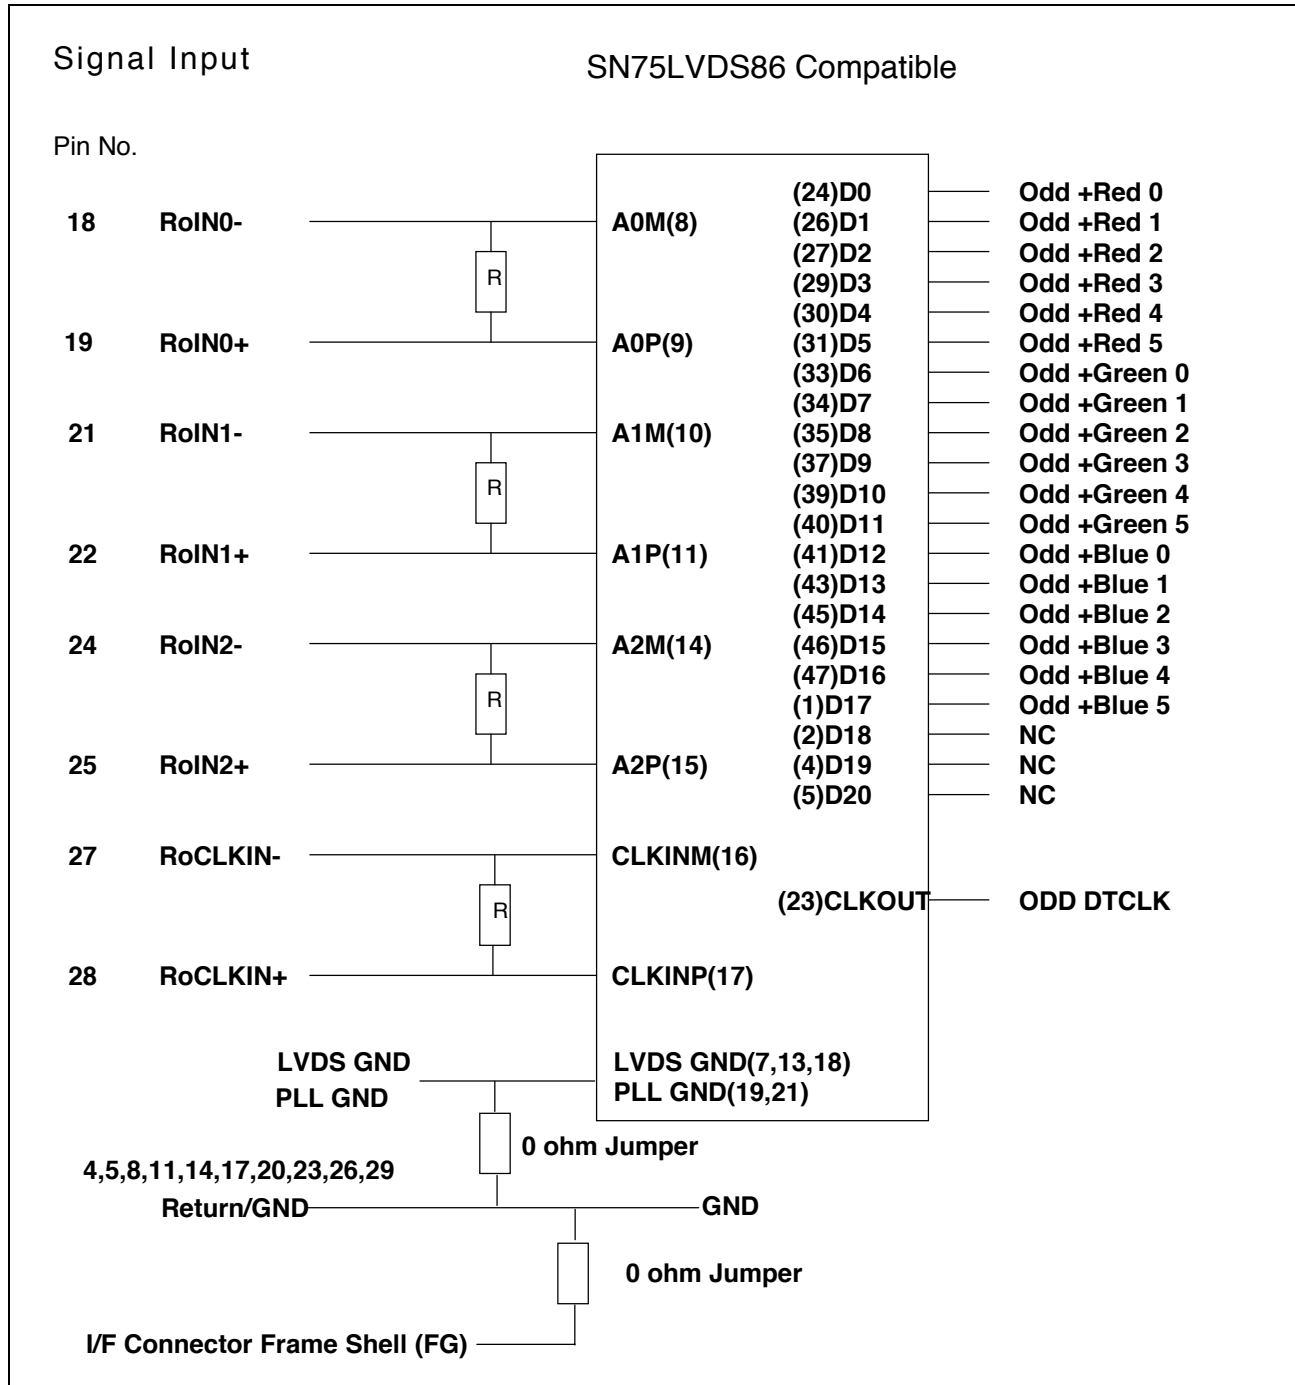 Signal Input
SN75LVDS86 Compatible
Pin No.
(24)D0 Odd +Red 0
18 RoIN0- A0M(8) (26)D1 Odd +Red 1
(27)D2 Odd +Red 2
R (29)D3 Odd +Red 3
(30)D4 Odd +Red 4
19 RoIN0+ A0P(9) (31)D5 Odd +Red 5
(33)D6 Odd +Green 0
(34)D7 Odd +Green 1
21 RoIN1- A1M(10) (35)D8 Odd +Green 2
(37)D9 Odd +Green 3
R (39)D10 Odd +Green 4
(40)D11 Odd +Green 5
22 RoIN1+ A1P(11) (41)D12 Odd +Blue 0
(43)D13 Odd +Blue 1
(45)D14 Odd +Blue 2
24 RoIN2- A2M(14) (46)D15 Odd +Blue 3
(47)D16 Odd +Blue 4
R (1)D17 Odd +Blue 5
(2)D18 NC
25 RoIN2+ A2P(15) (4)D19 NC
(5)D20 NC
27 RoCLKIN- CLKINM(16)
R (23)CLKOUT ODD DTCLK
28 RoCLKIN+ CLKINP(17)
LVDS GND LVDS GND(7,13,18)
PLL GND PLL GND(19,21)
0 ohm Jumper
4,5,8,11,14,17,20,23,26,29
Return/GND GND
0 ohm Jumper
I/F Connector Frame Shell (FG)